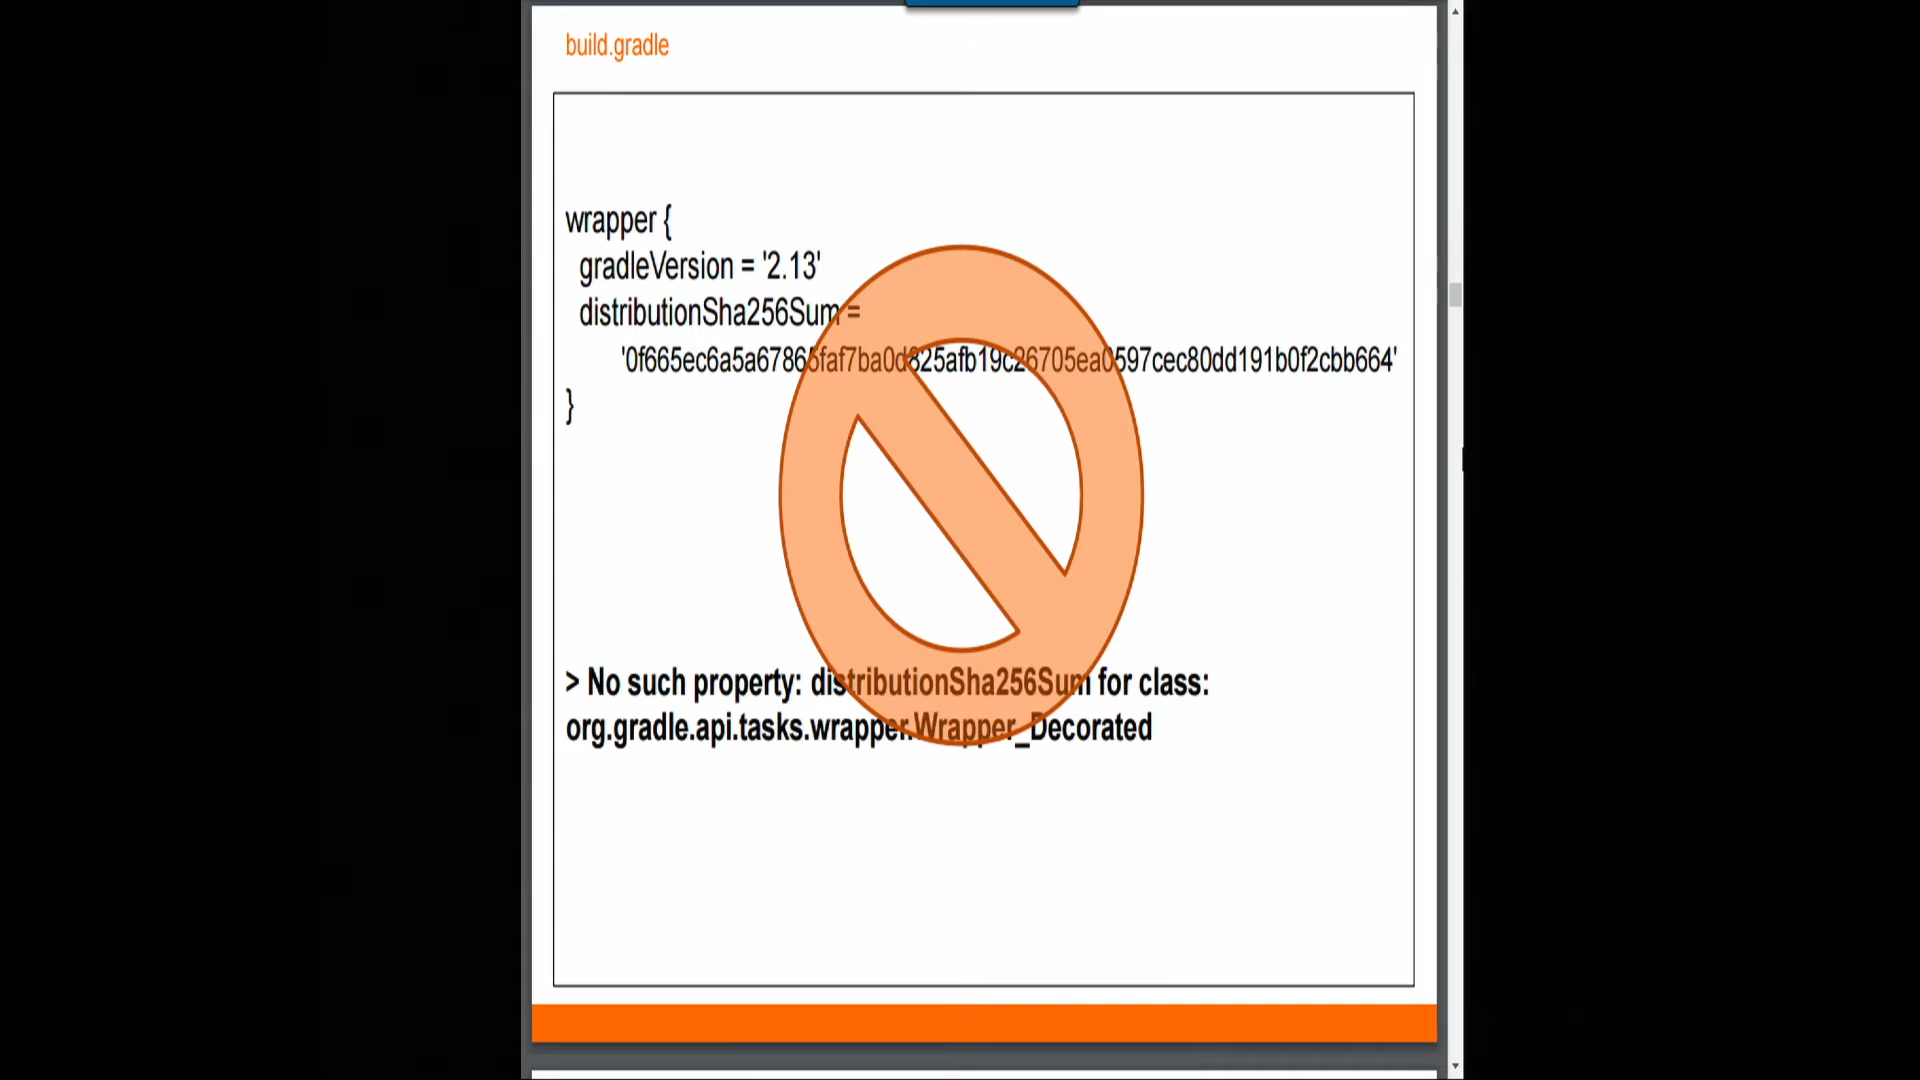 build.gradle
wrapper {
gradleVersion = '2.13'
distributionSha256Sum =
'0f665ec6a5a67865faf7ba0d825afb19c26705ea0597cec80dd191b0f2cbb664'
}
> No such property: distributionSha256Sum for class:
org.gradle.api.tasks.wrapper.Wrapper_Decorated